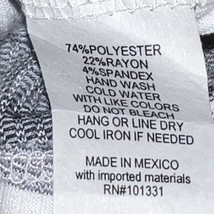 74%POLYESTER
22%RAYON
4%SPANDEX
HAND WASH
COLD WATER
WITH LIKE COLORS
DO NOT BLEACH
HANG OR LINE DRY
COOL IRON IF NEEDED
MADE IN MEXICO
with imported materials
RN#101331